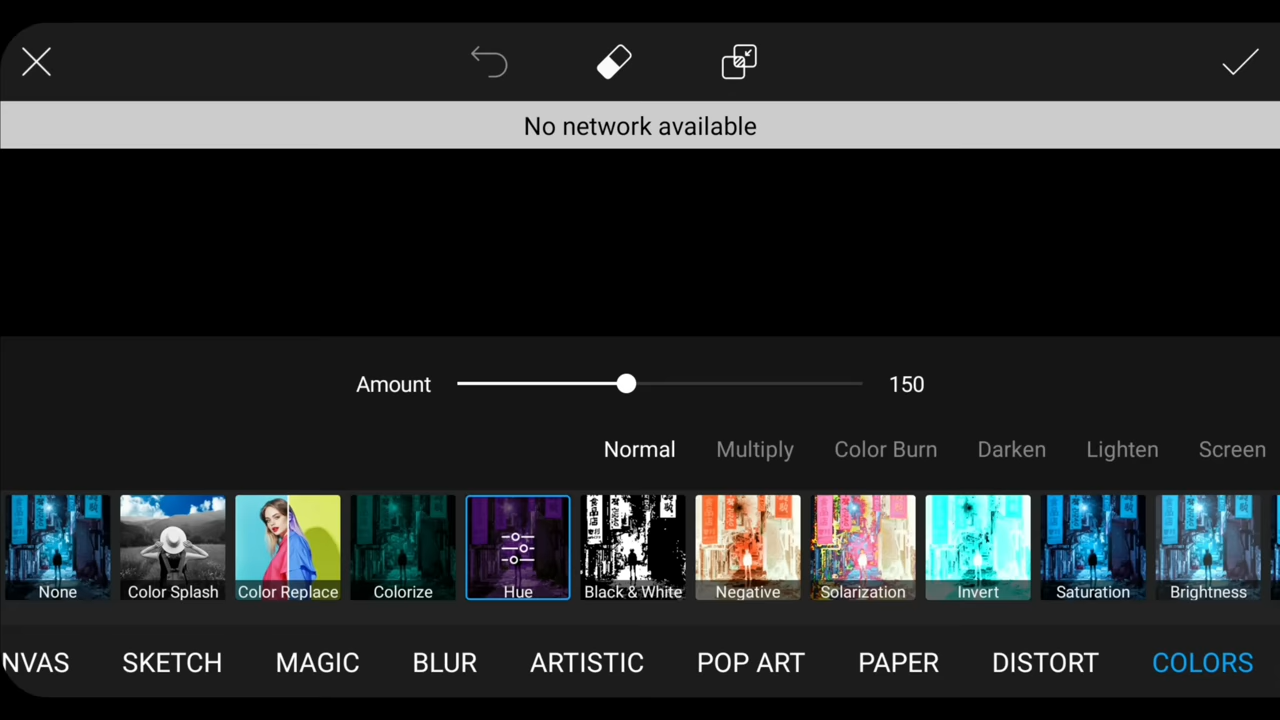 No network available
Amount 150
Normal Multiply Color Burn Darken Lighten Screen
None Color Splash Color Replace Colorize Hue Black & White Negative Solarization Invert Saturation Brightness
NVAS SKETCH MAGIC BLUR ARTISTIC POP ART PAPER DISTORT COLORS